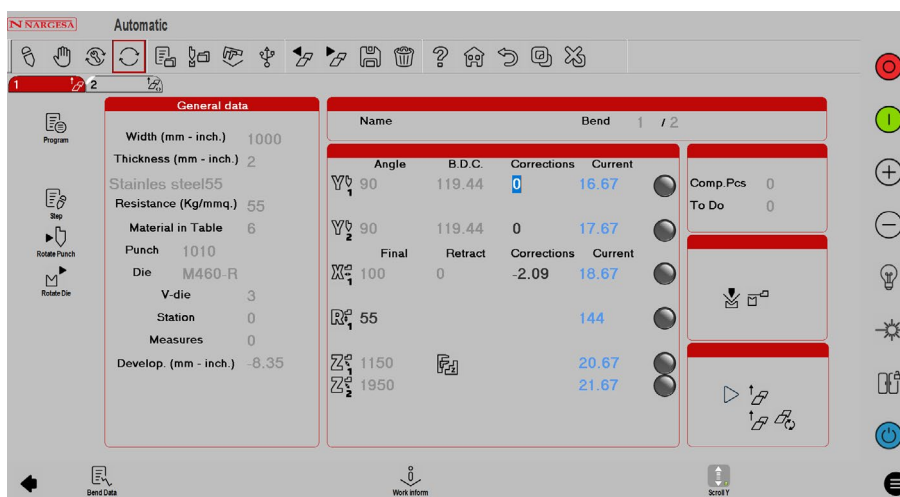 NARGESA Automatic
1 2
General data
Name Bend 1 / 2
Program
Width (mm - inch.) 1000
Thickness (mm - inch.) 2
Stainles steel55
Resistance (Kg/mmq.) 55
Material in Table 6
Punch 1010
Die M460-R
V-die 3
Station 0
Measures 0
Develop. (mm - inch.) -8.35
Step
Rotate Punch
Rotate Die
Angle B.D.C. Corrections Current
Y1 90 119.44 0 16.67
Y2 90 119.44 0 17.67
Final Retract Corrections Current
X1 100 0 -2.09 18.67
R1 55 144
Z1 1150 20.67
Z2 1950 21.67
Comp.Pcs 0
To Do 0
Bend Data
Work inform
Scroll Y